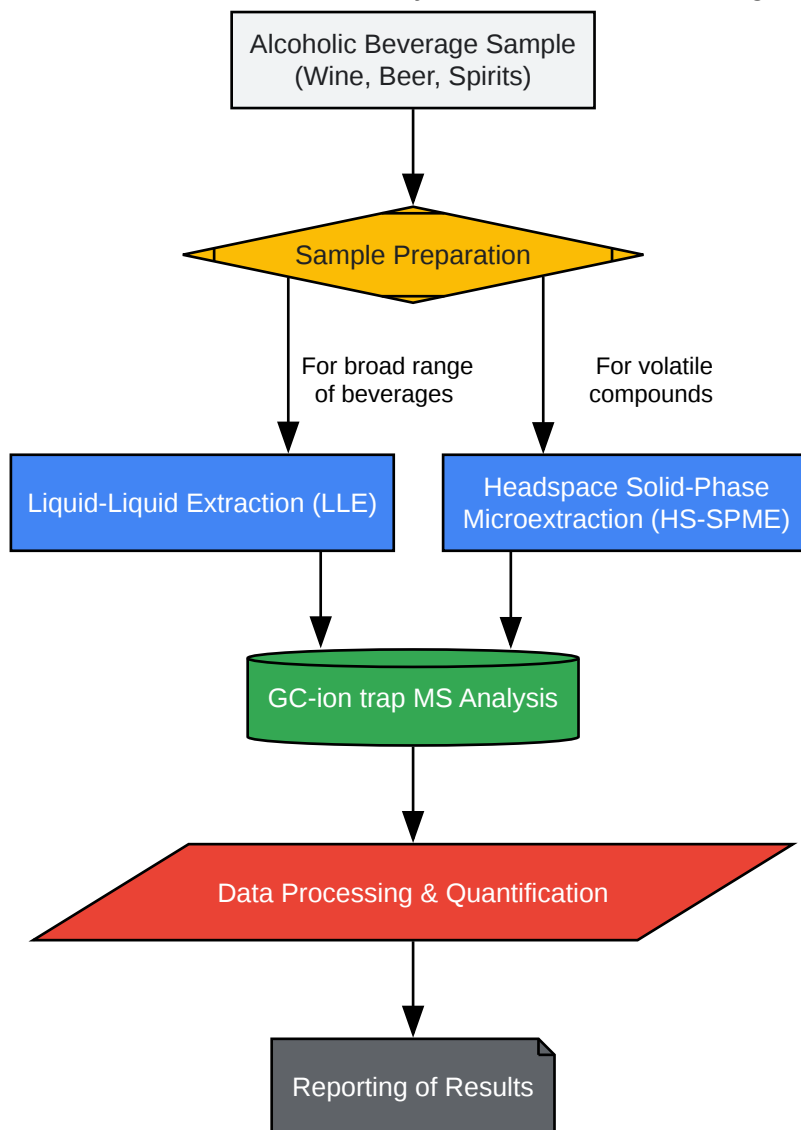 Alcoholic Beverage Sample
(Wine, Beer, Spirits)
Sample Preparation
For broad range
of beverages
For volatile
compounds
Liquid-Liquid Extraction (LLE)
Headspace Solid-Phase
Microextraction (HS-SPME)
GC-ion trap MS Analysis
Data Processing & Quantification
Reporting of Results